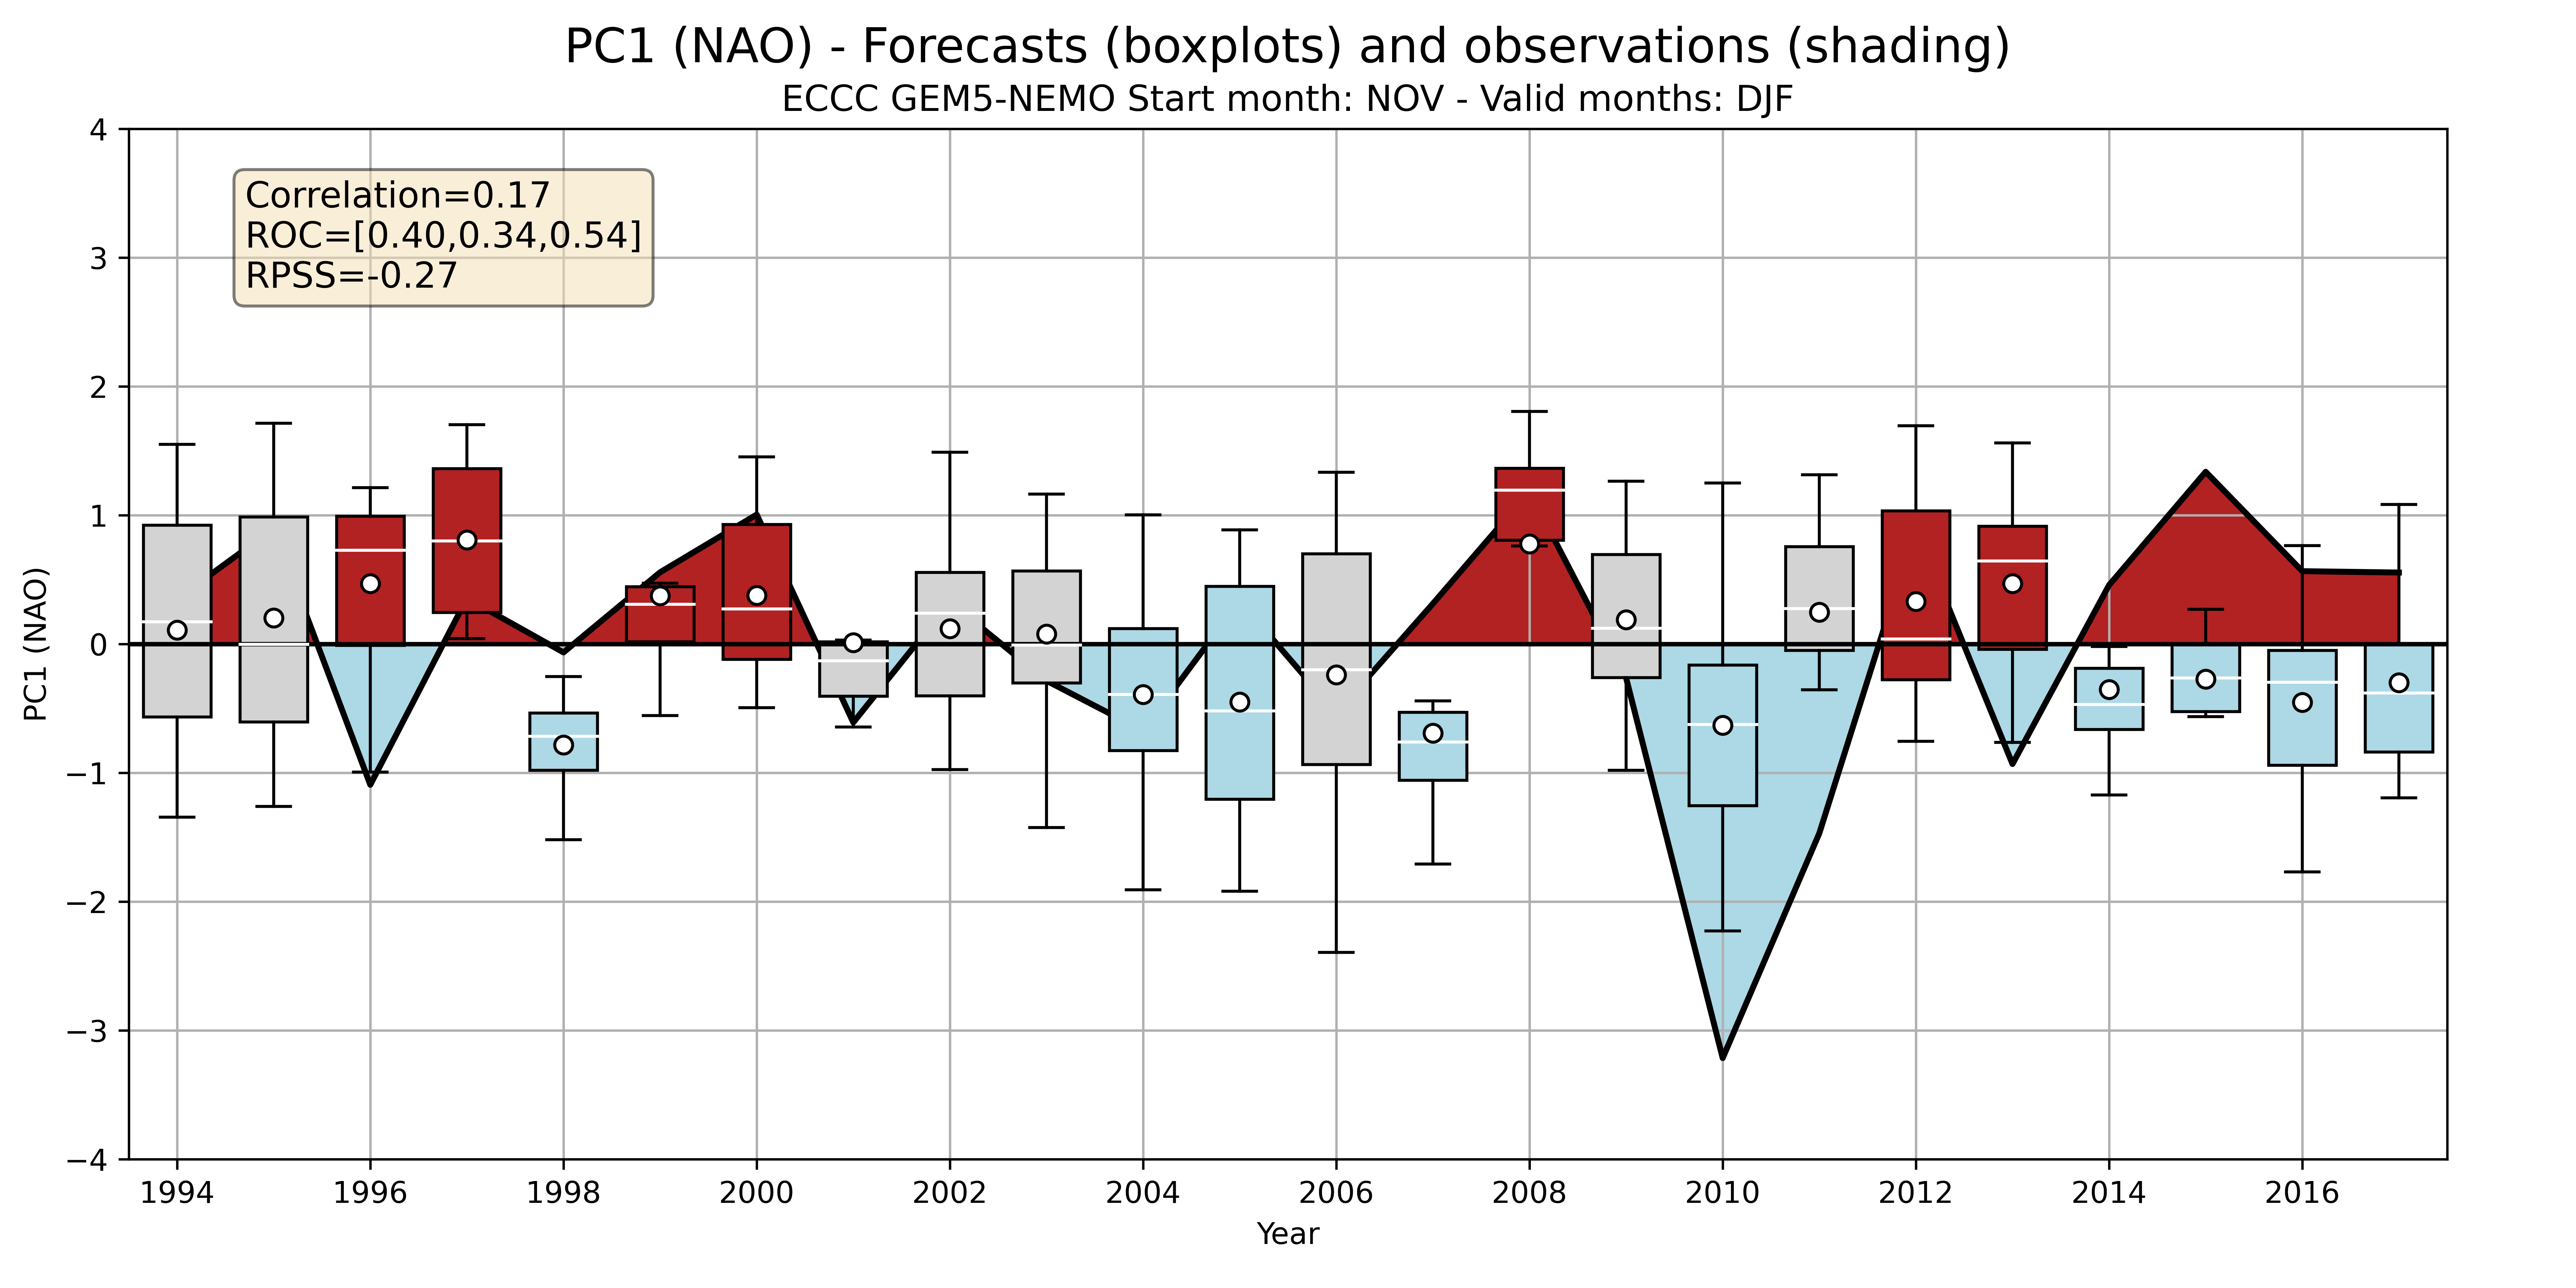 PC1 (NAO) - Forecasts (boxplots) and observations (shading)
ECCC GEM5-NEMO Start month: NOV - Valid months: DJF
Correlation=0.17
ROC=[0.40,0.34,0.54]
RPSS=-0.27
PC1 (NAO)
4
3
2
1
0
−1
−2
−3
−4
1994 1996 1998 2000 2002 2004 2006 2008 2010 2012 2014 2016
Year